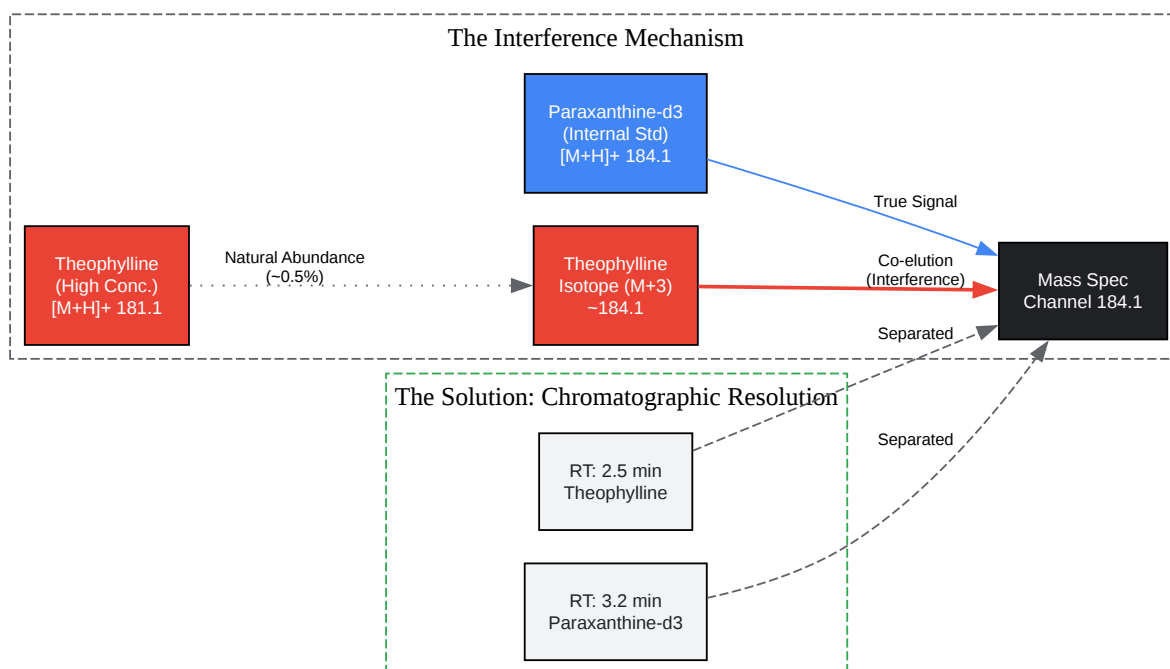 The Interference Mechanism
Paraxanthine-d3
(Internal Std)
[M+H]+ 184.1
True Signal
Theophylline
(High Conc.)
[M+H]+ 181.1
Natural Abundance
(~0.5%)
Theophylline
Isotope (M+3)
~184.1
Co-elution
(Interference)
Mass Spec
Channel 184.1
Separated
The Solution: Chromatographic Resolution
RT: 2.5 min
Theophylline
Separated
RT: 3.2 min
Paraxanthine-d3